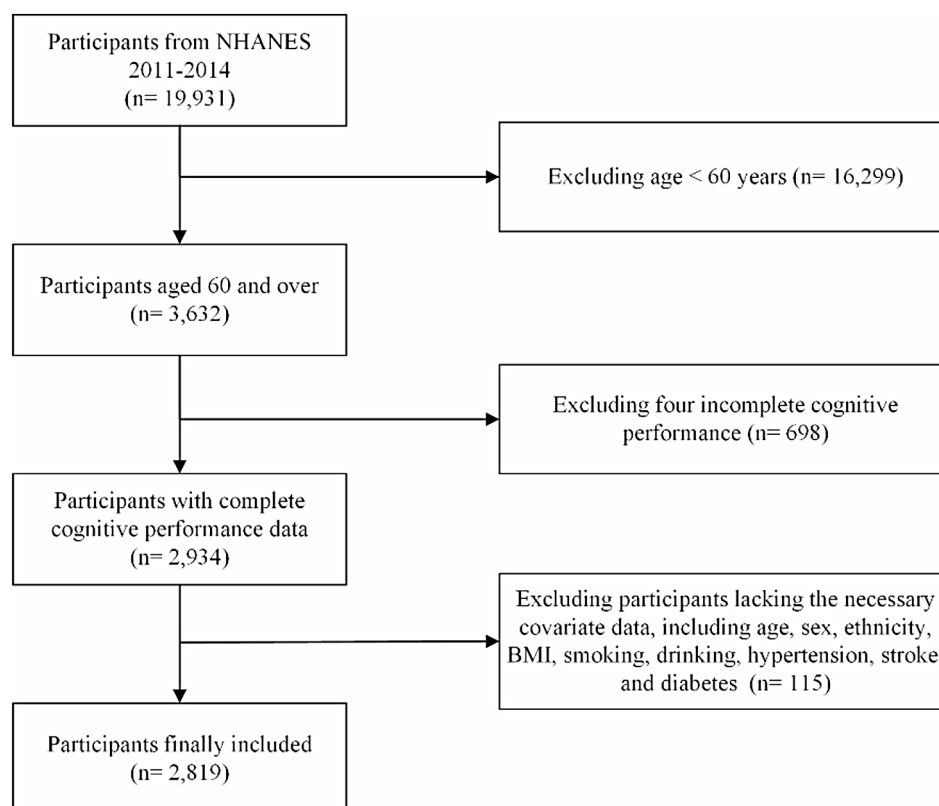 Participants from NHANES
2011-2014
(n= 19,931)
Excluding age < 60 years (n= 16,299)
Participants aged 60 and over
(n= 3,632)
Excluding four incomplete cognitive
performance (n= 698)
Participants with complete
cognitive performance data
(n= 2,934)
Excluding participants lacking the necessary
covariate data, including age, sex, ethnicity,
BMI, smoking, drinking, hypertension, stroke
and diabetes (n= 115)
Participants finally included
(n= 2,819)